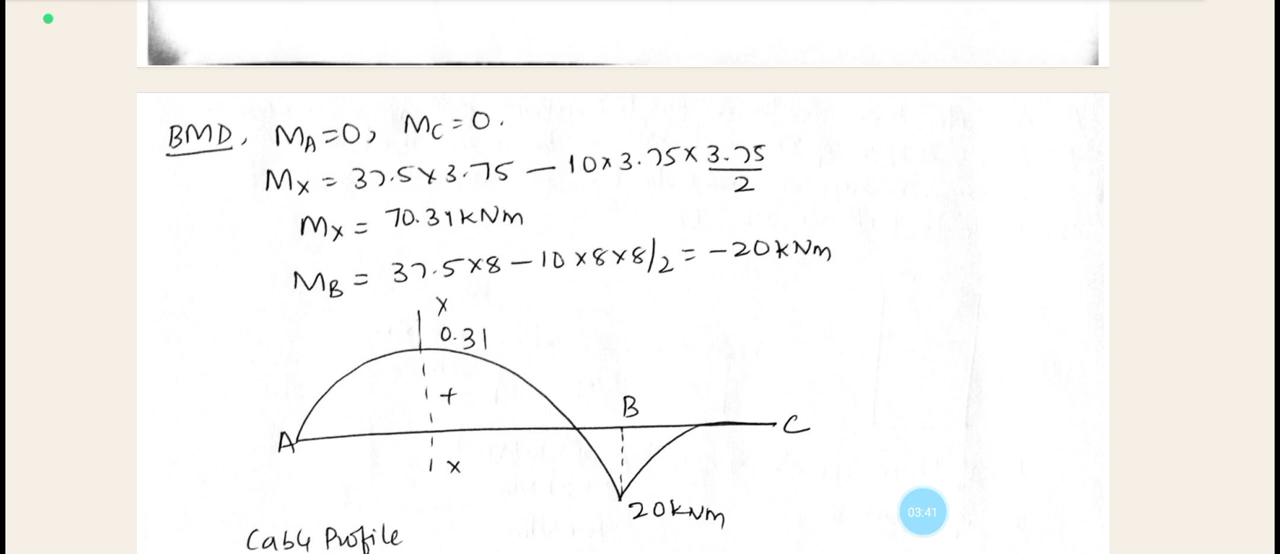 BMD, MA=0, MC=0.
MX = 37.5×3.75 − 10×3.75×3.75/2
MX = 70.31kNm
MB = 37.5×8 − 10×8×8/2 = −20kNm
X
0.31
+
B
A
C
x
20kNm
03:41
Cable Profile